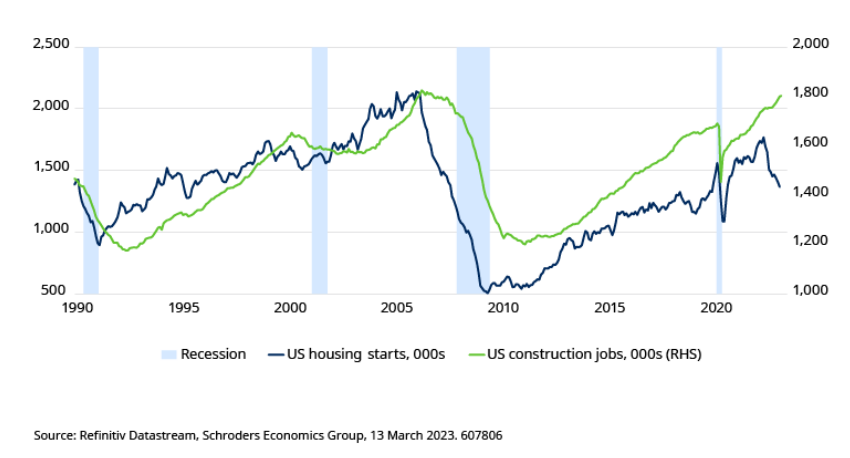 2,500 2,000
2,000 1,800
1,500 1,600
1,400
1,000 1,200
500 1,000
1990 1995 2000 2005 2010 2015 2020
Recession US housing starts, 000s US construction jobs, 000s (RHS)
Source: Refinitiv Datastream, Schroders Economics Group, 13 March 2023. 607806